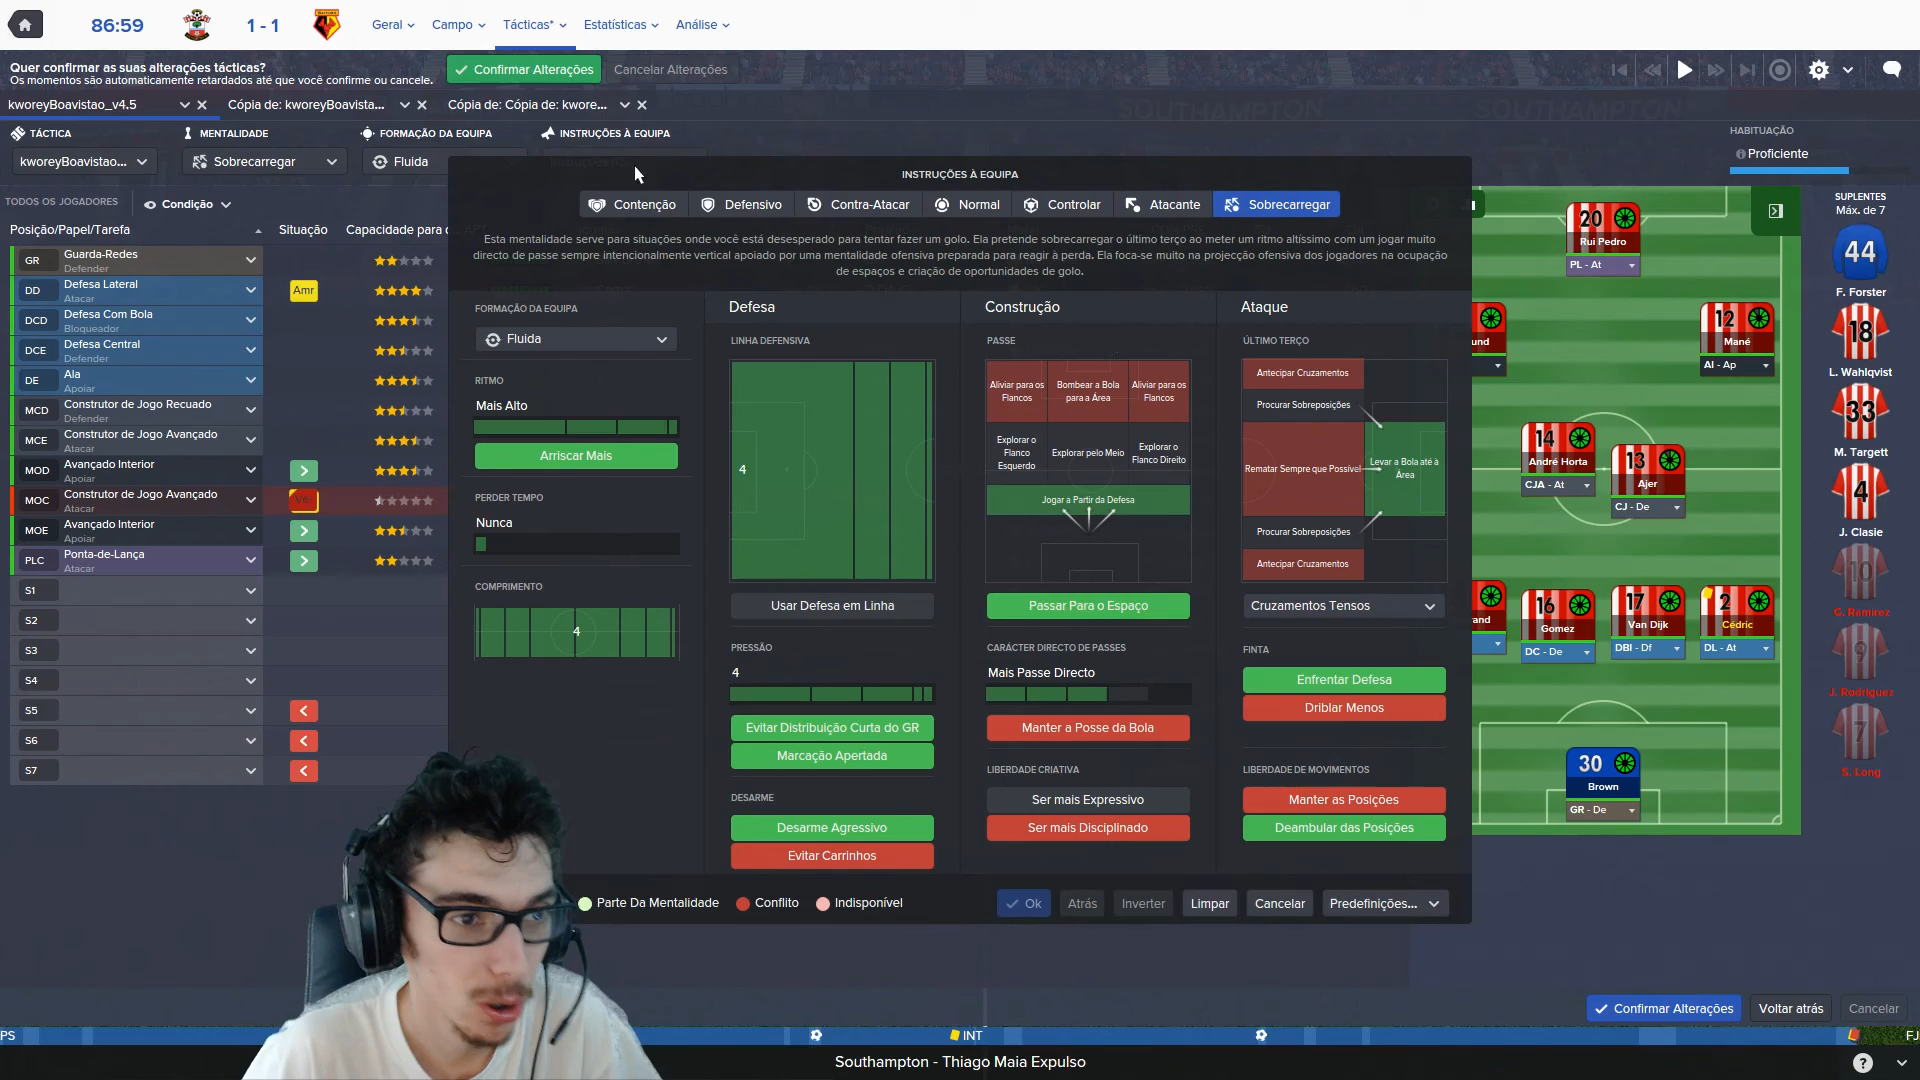 86:59
1 - 1
Geral
Campo
Tácticas*
Estatísticas
Análise
Quer confirmar as suas alterações tácticas?
Os momentos são automaticamente retardados até que você confirme ou cancele.
Confirmar Alterações
Cancelar Alterações
kworeyBoavistao_v4.5
Cópia de: kworeyBoavista...
Cópia de: Cópia de: kwore...
SOUTHAMPTON
SOUTHAMPTON
TÁCTICA
MENTALIDADE
FORMAÇÃO DA EQUIPA
INSTRUÇÕES À EQUIPA
kworeyBoavistao...
Sobrecarregar
Fluida
HABITUAÇÃO
Proficiente
TODOS OS JOGADORES
Condição
Posição/Papel/Tarefa
Situação
Capacidade para
GR
Guarda-Redes
Defender
DD
Defesa Lateral
Atacar
Amr
DCD
Defesa Com Bola
Bloqueador
DCE
Defesa Central
Defender
DE
Ala
Apoiar
MCD
Construtor de Jogo Recuado
Defender
MCE
Construtor de Jogo Avançado
Atacar
MOD
Avançado Interior
Apoiar
MOC
Construtor de Jogo Avançado
Atacar
MOE
Avançado Interior
Apoiar
PLC
Ponta-de-Lança
Atacar
S1
S2
S3
S4
S5
S6
S7
INSTRUÇÕES À EQUIPA
Contenção
Defensivo
Contra-Atacar
Normal
Controlar
Atacante
Sobrecarregar
Esta mentalidade serve para situações onde você está desesperado para tentar fazer um golo. Ela pretende sobrecarregar o último terço ao meter um ritmo altíssimo com um jogar muito
directo de passe sempre intencionalmente vertical apoiado por uma mentalidade ofensiva preparada para reagir à perda. Ela foca-se muito na projecção ofensiva dos jogadores na ocupação
de espaços e criação de oportunidades de golo.
FORMAÇÃO DA EQUIPA
Fluida
RITMO
Mais Alto
Arriscar Mais
PERDER TEMPO
Nunca
COMPRIMENTO
4
Defesa
LINHA DEFENSIVA
4
Usar Defesa em Linha
PRESSÃO
4
Evitar Distribuição Curta do GR
Marcação Apertada
DESARME
Desarme Agressivo
Evitar Carrinhos
Construção
PASSE
Aliviar para os
Flancos
Bombear a Bola
para a Área
Aliviar para os
Flancos
Explorar o
Flanco
Esquerdo
Explorar pelo Meio
Explorar o
Flanco Direito
Jogar a Partir da Defesa
Passar Para o Espaço
CARÁCTER DIRECTO DE PASSES
Mais Passe Directo
Manter a Posse da Bola
LIBERDADE CRIATIVA
Ser mais Expressivo
Ser mais Disciplinado
Ataque
ÚLTIMO TERÇO
Antecipar Cruzamentos
Procurar Sobreposições
Rematar Sempre que Possível
Levar a Bola até à
Área
Procurar Sobreposições
Antecipar Cruzamentos
Cruzamentos Tensos
FINTA
Enfrentar Defesa
Driblar Menos
LIBERDADE DE MOVIMENTOS
Manter as Posições
Deambular das Posições
Parte Da Mentalidade
Conflito
Indisponível
Ok
Atrás
Inverter
Limpar
Cancelar
Predefinições...
20
Rui Pedro
PL - At
und
12
Mané
AI - Ap
14
André Horta
CJA - At
13
Ajer
CJ - De
and
16
Gomez
DC - De
17
Van Dijk
DBI - Df
2
Cédric
DL - At
30
Brown
GR - De
SUPLENTES
Máx. de 7
44
F. Forster
18
L. Wahlqvist
33
M. Targett
4
J. Clasie
10
G. Ramírez
9
J. Rodriguez
7
S. Long
Confirmar Alterações
Voltar atrás
Cancelar
PS
INT
FJ
Southampton - Thiago Maia Expulso